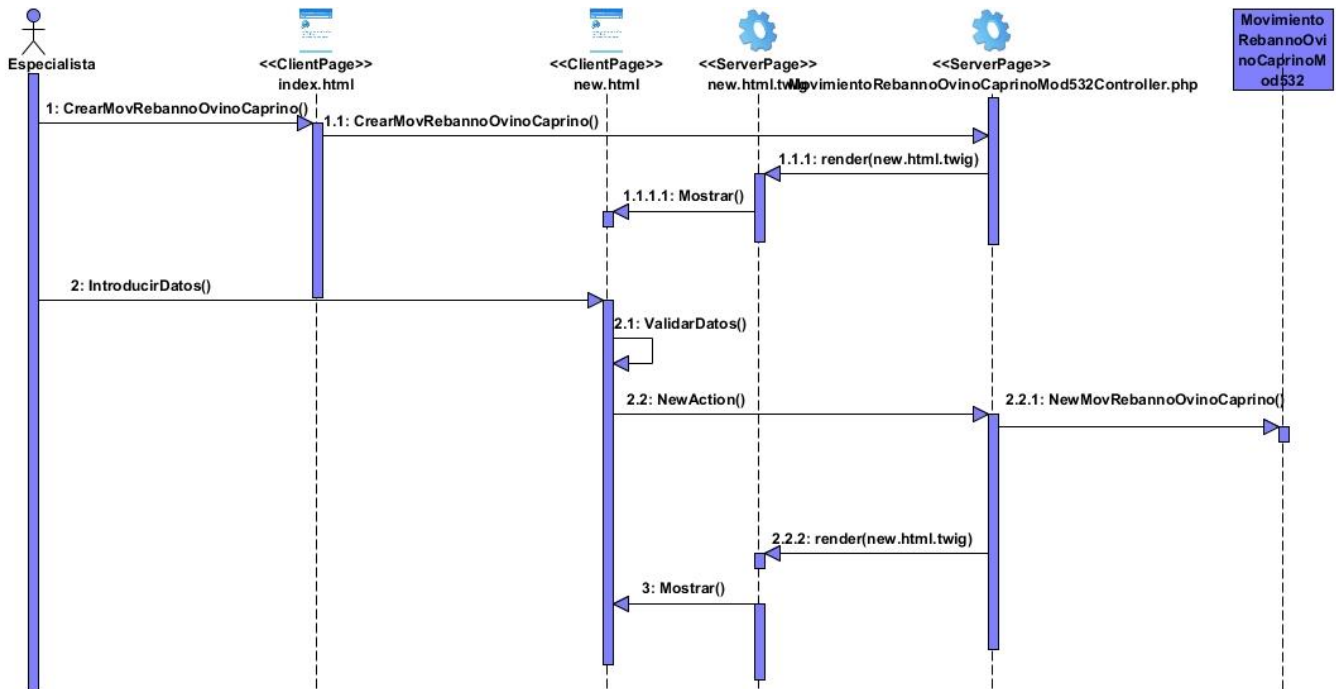 Especialista
<<ClientPage>>
index.html
<<ClientPage>>
new.html
<<ServerPage>>
new.html.twig
<<ServerPage>>
MovimientoRebannoOvinoCaprinoMod532Controller.php
Movimiento
RebannoOvi
noCaprinoM
od532
1: CrearMovRebannoOvinoCaprino()
1.1: CrearMovRebannoOvinoCaprino()
1.1.1: render(new.html.twig)
1.1.1.1: Mostrar()
2: IntroducirDatos()
2.1: ValidarDatos()
2.2: NewAction()
2.2.1: NewMovRebannoOvinoCaprino()
2.2.2: render(new.html.twig)
3: Mostrar()